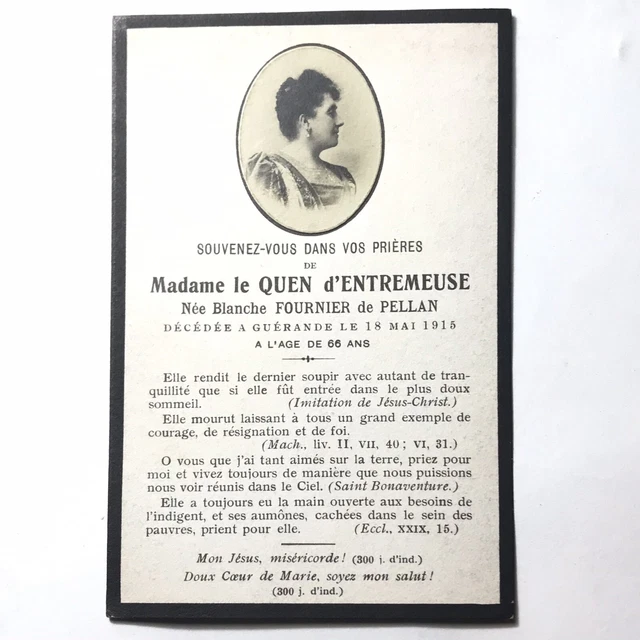 SOUVENEZ-VOUS DANS VOS PRIÈRES
DE
Madame le QUEN d'ENTREMEUSE
Née Blanche FOURNIER de PELLAN
DÉCÉDÉE A GUÉRANDE LE 18 MAI 1915
A L'AGE DE 66 ANS
Elle rendit le dernier soupir avec autant de tran-
quillité que si elle fût entrée dans le plus doux
sommeil. (Imitation de Jésus-Christ.)
Elle mourut laissant à tous un grand exemple de
courage, de résignation et de foi.
(Mach., liv. II, VII, 40 ; VI, 31.)
O vous que j'ai tant aimés sur la terre, priez pour
moi et vivez toujours de manière que nous puissions
nous voir réunis dans le Ciel. (Saint Bonaventure.)
Elle a toujours eu la main ouverte aux besoins de
l'indigent, et ses aumônes, cachées dans le sein des
pauvres, prient pour elle. (Eccl., XXIX, 15.)
Mon Jésus, miséricorde ! (300 j. d'ind.)
Doux Cœur de Marie, soyez mon salut !
(300 j. d'ind.)